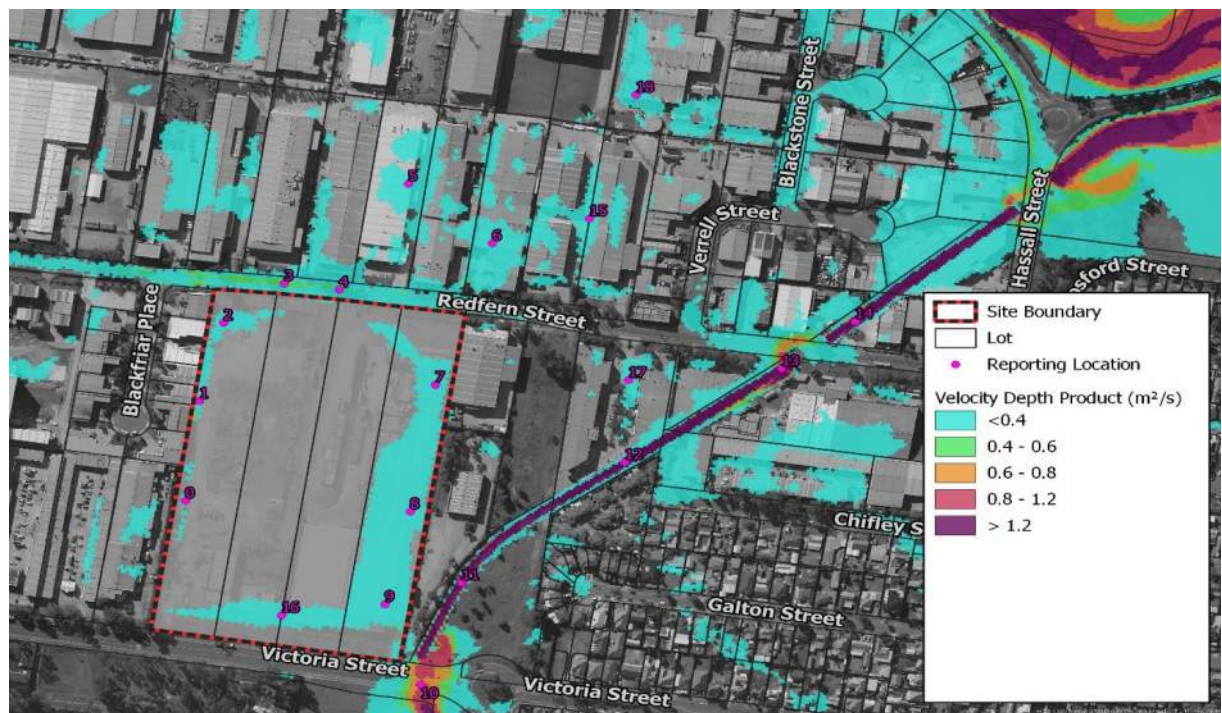 18
Blackstone Street
5
15
6
Verrell Street
Hassall Street
nsford Street
3
4
Redfern Street
2
Blackfriar Place
14
13
7
17
1
12
0
8
Chifley S
11
Galton Street
16
9
Victoria Street
Victoria Street
10
Site Boundary
Lot
Reporting Location
Velocity Depth Product (m²/s)
<0.4
0.4 - 0.6
0.6 - 0.8
0.8 - 1.2
> 1.2